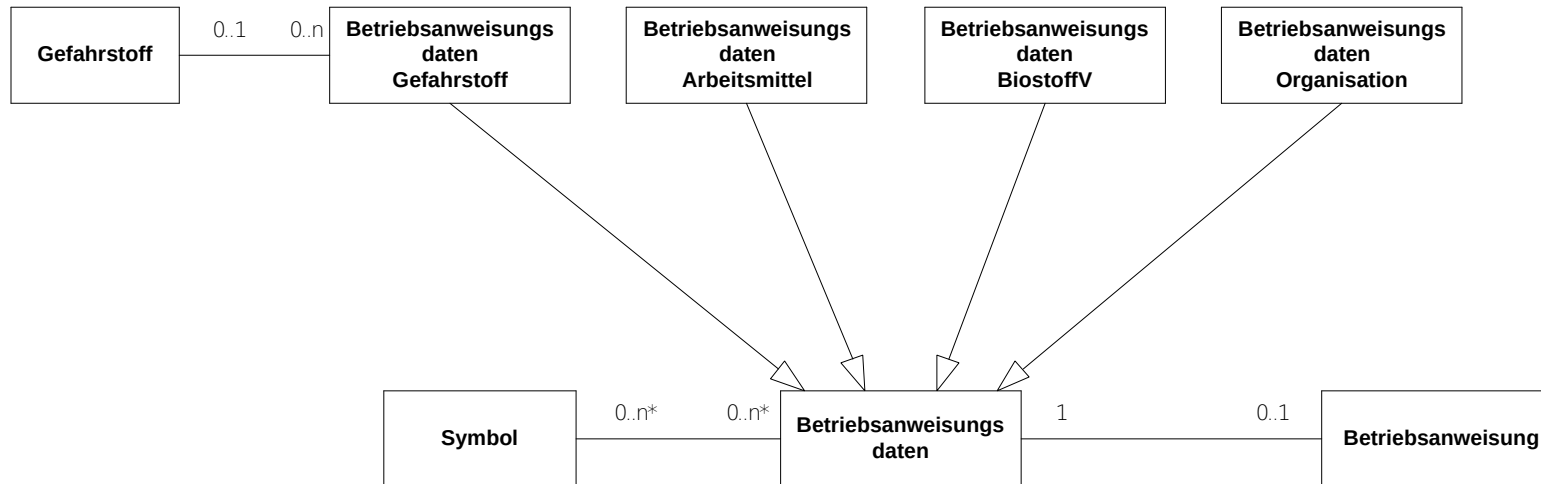 Gefahrstoff
0..1
0..n
Betriebsanweisungs
daten
Gefahrstoff
Betriebsanweisungs
daten
Arbeitsmittel
Betriebsanweisungs
daten
BiostoffV
Betriebsanweisungs
daten
Organisation
Symbol
0..n*
0..n*
Betriebsanweisungs
daten
1
0..1
Betriebsanweisung